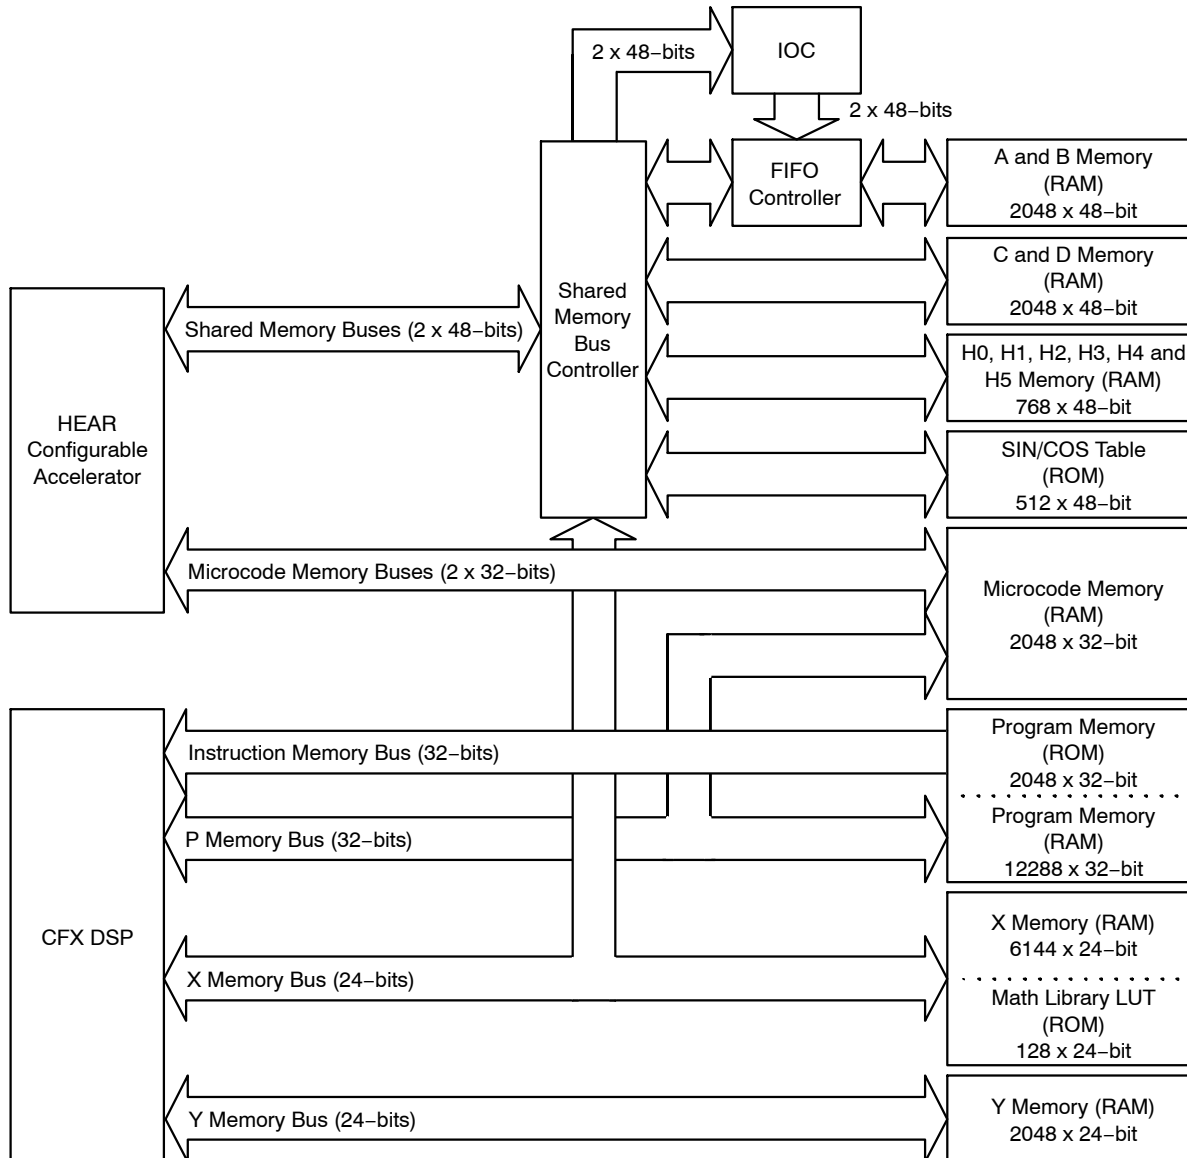 2 x 48−bits
IOC
2 x 48−bits
FIFO
Controller
A and B Memory
(RAM)
2048 x 48−bit
C and D Memory
(RAM)
2048 x 48−bit
Shared
Memory
Bus
Controller
Shared Memory Buses (2 x 48−bits)
H0, H1, H2, H3, H4 and
H5 Memory (RAM)
768 x 48−bit
HEAR
Configurable
Accelerator
SIN/COS Table
(ROM)
512 x 48−bit
Microcode Memory Buses (2 x 32−bits)
Microcode Memory
(RAM)
2048 x 32−bit
Instruction Memory Bus (32−bits)
Program Memory
(ROM)
2048 x 32−bit
P Memory Bus (32−bits)
Program Memory
(RAM)
12288 x 32−bit
CFX DSP
X Memory (RAM)
6144 x 24−bit
X Memory Bus (24−bits)
Math Library LUT
(ROM)
128 x 24−bit
Y Memory Bus (24−bits)
Y Memory (RAM)
2048 x 24−bit